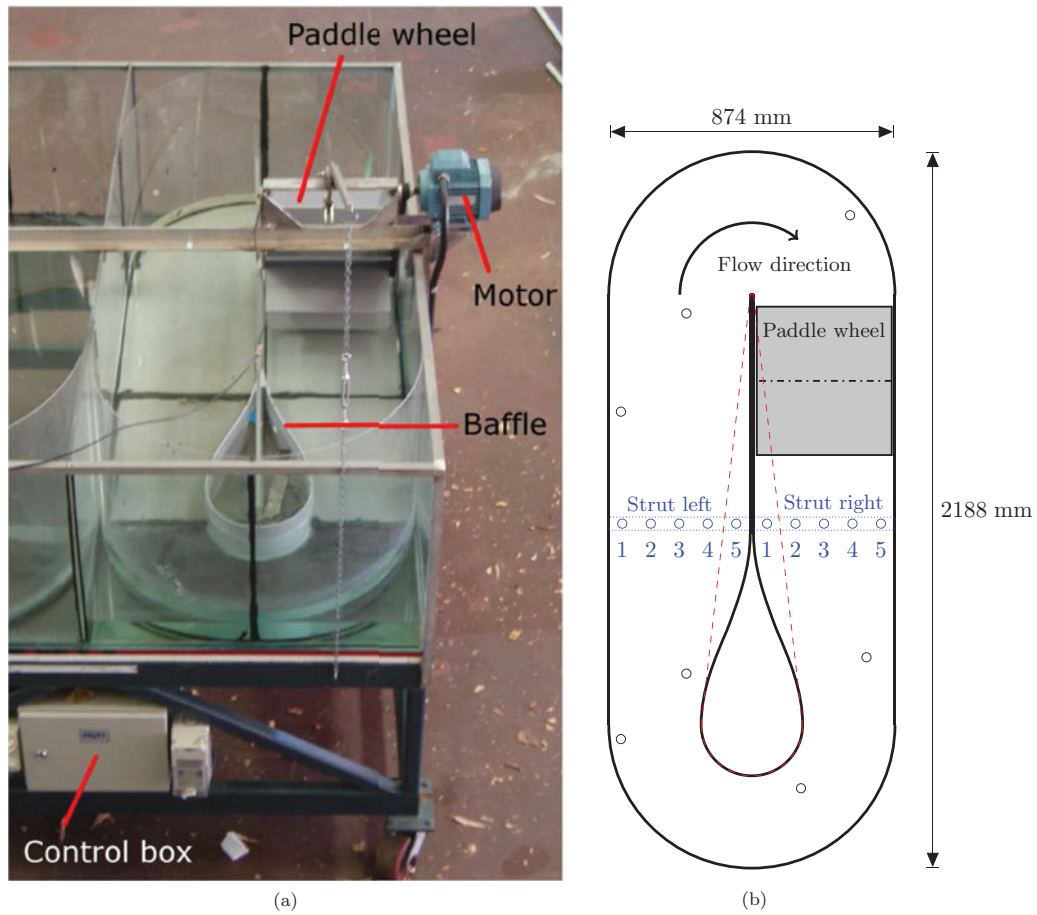 Paddle wheel
Motor
Baffle
Control box
(a)
874 mm
Flow direction
Paddle wheel
2188 mm
Strut left
Strut right
1 2 3 4 5 1 2 3 4 5
(b)